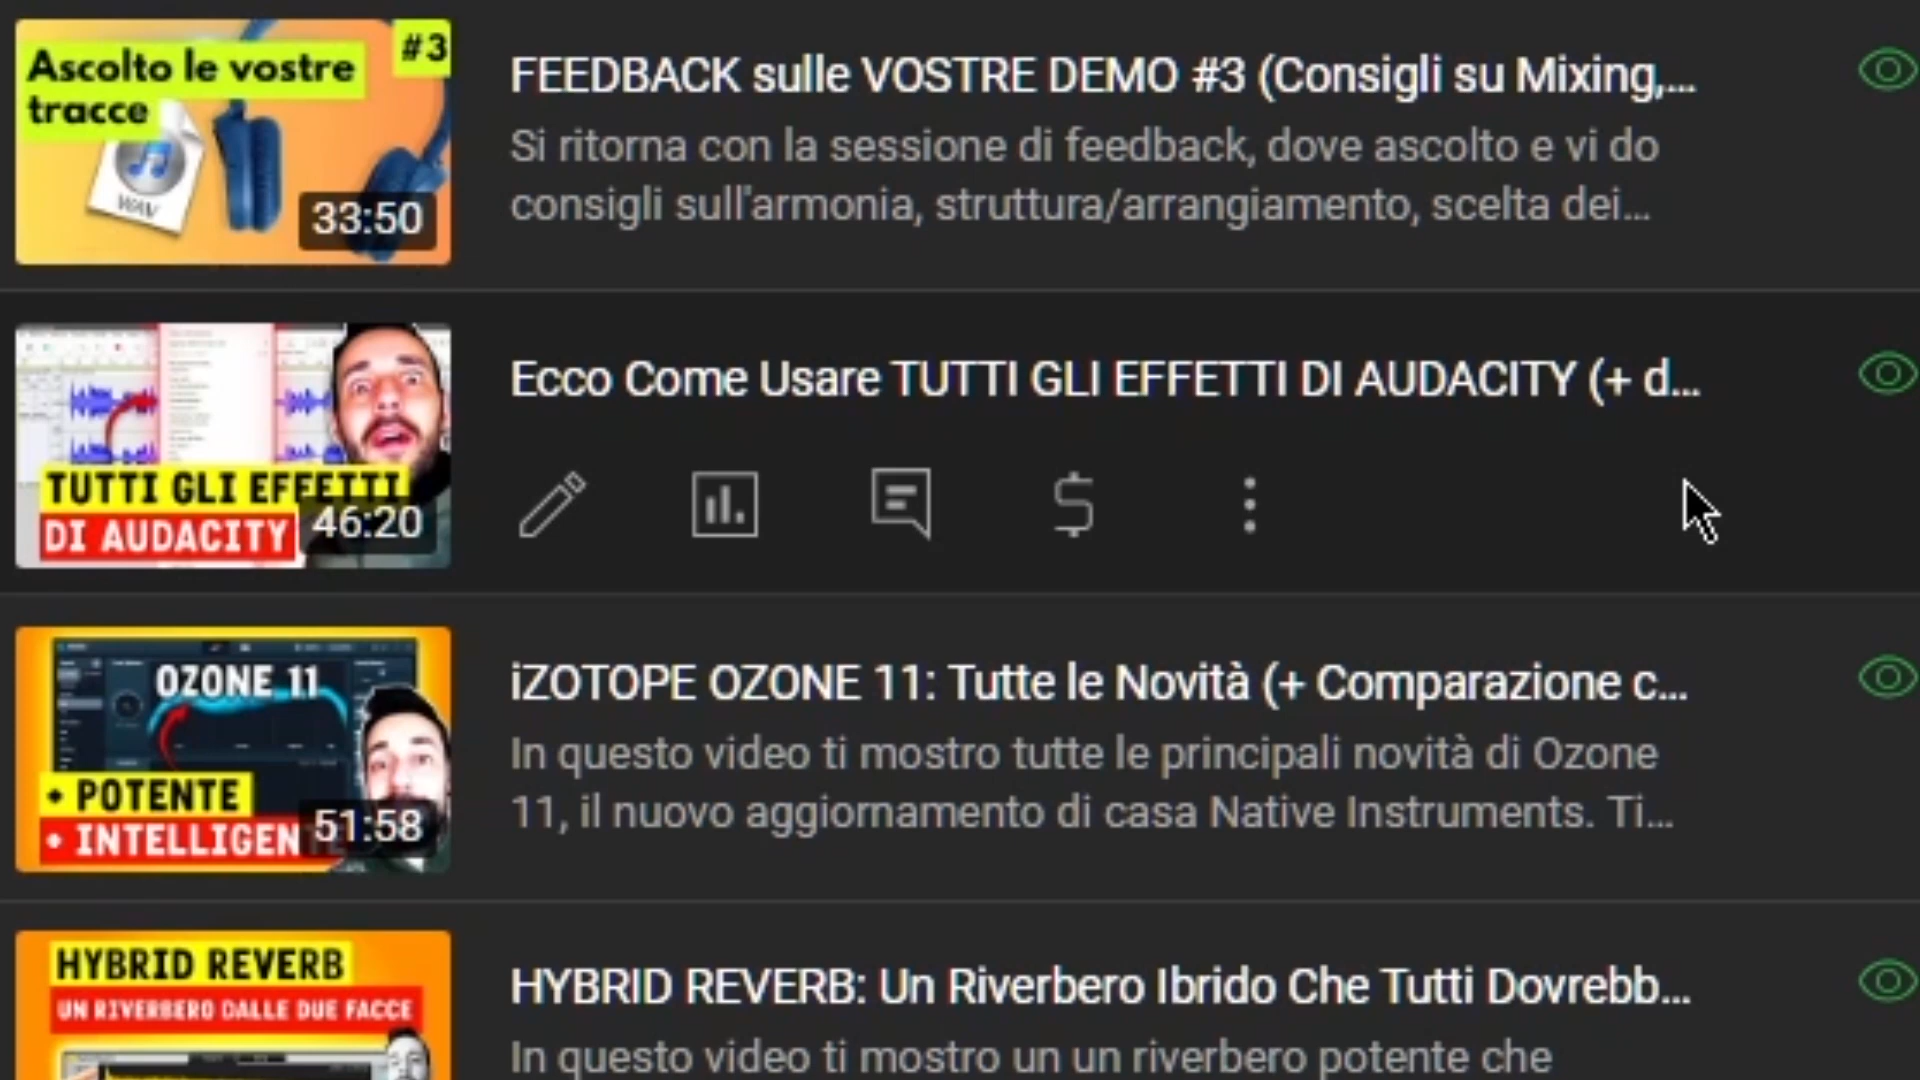 Ascolto le vostre
tracce
#3
WAV
33:50
FEEDBACK sulle VOSTRE DEMO #3 (Consigli su Mixing,...
Si ritorna con la sessione di feedback, dove ascolto e vi do
consigli sull'armonia, struttura/arrangiamento, scelta dei...
TUTTI GLI EFFETTI
DI AUDACITY
46:20
Ecco Come Usare TUTTI GLI EFFETTI DI AUDACITY (+ d...
OZONE 11
• POTENTE
• INTELLIGEN
51:58
iZOTOPE OZONE 11: Tutte le Novità (+ Comparazione c...
In questo video ti mostro tutte le principali novità di Ozone
11, il nuovo aggiornamento di casa Native Instruments. Ti...
HYBRID REVERB
UN RIVERBERO DALLE DUE FACCE
HYBRID REVERB: Un Riverbero Ibrido Che Tutti Dovrebb...
In questo video ti mostro un un riverbero potente che